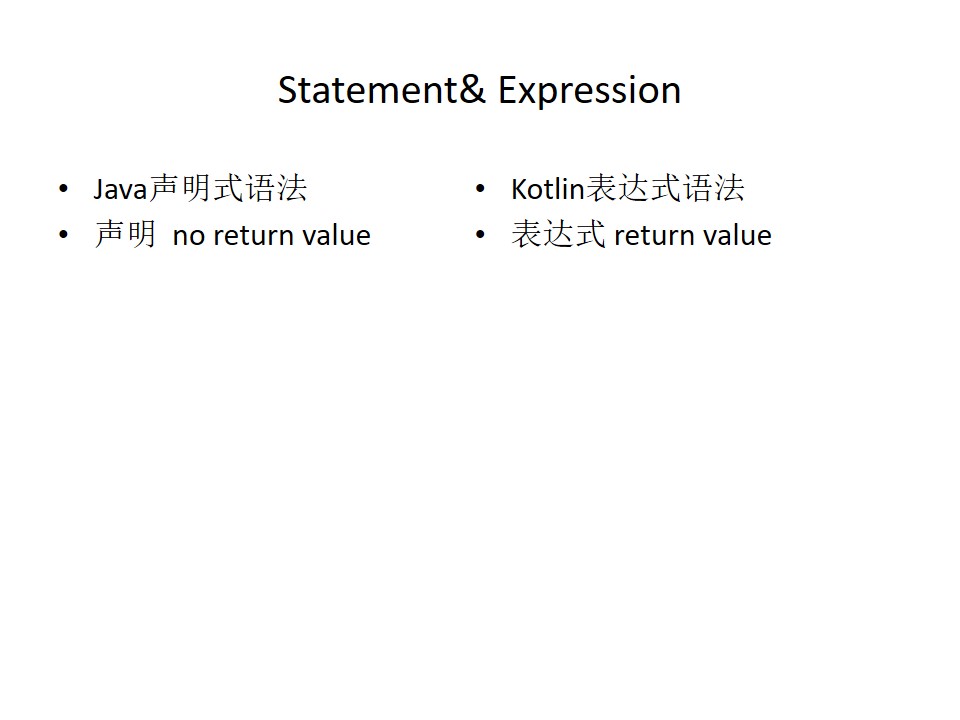 Statement& Expression
• Java声明式语法
• 声明  no return value
• Kotlin表达式语法
• 表达式 return value